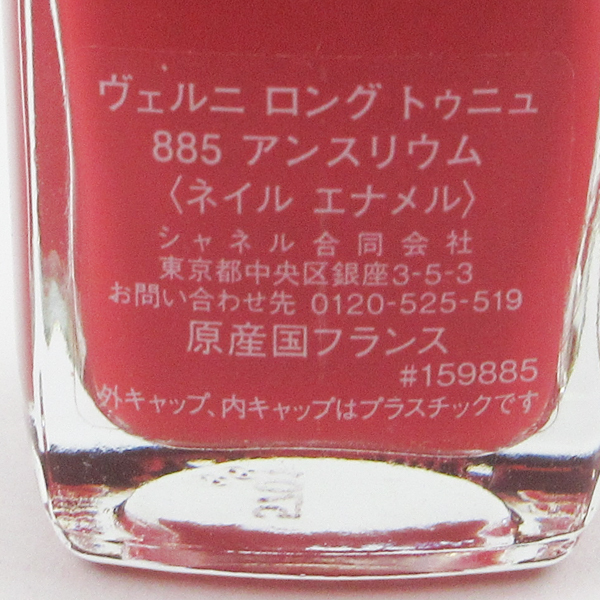 ヴェルニ ロング トゥニュ
885 アンスリウム
〈ネイル エナメル〉
シャネル合同会社
東京都中央区銀座3-5-3
お問い合わせ先 0120-525-519
原産国フランス
#159885
外キャップ、内キャップはプラスチックです